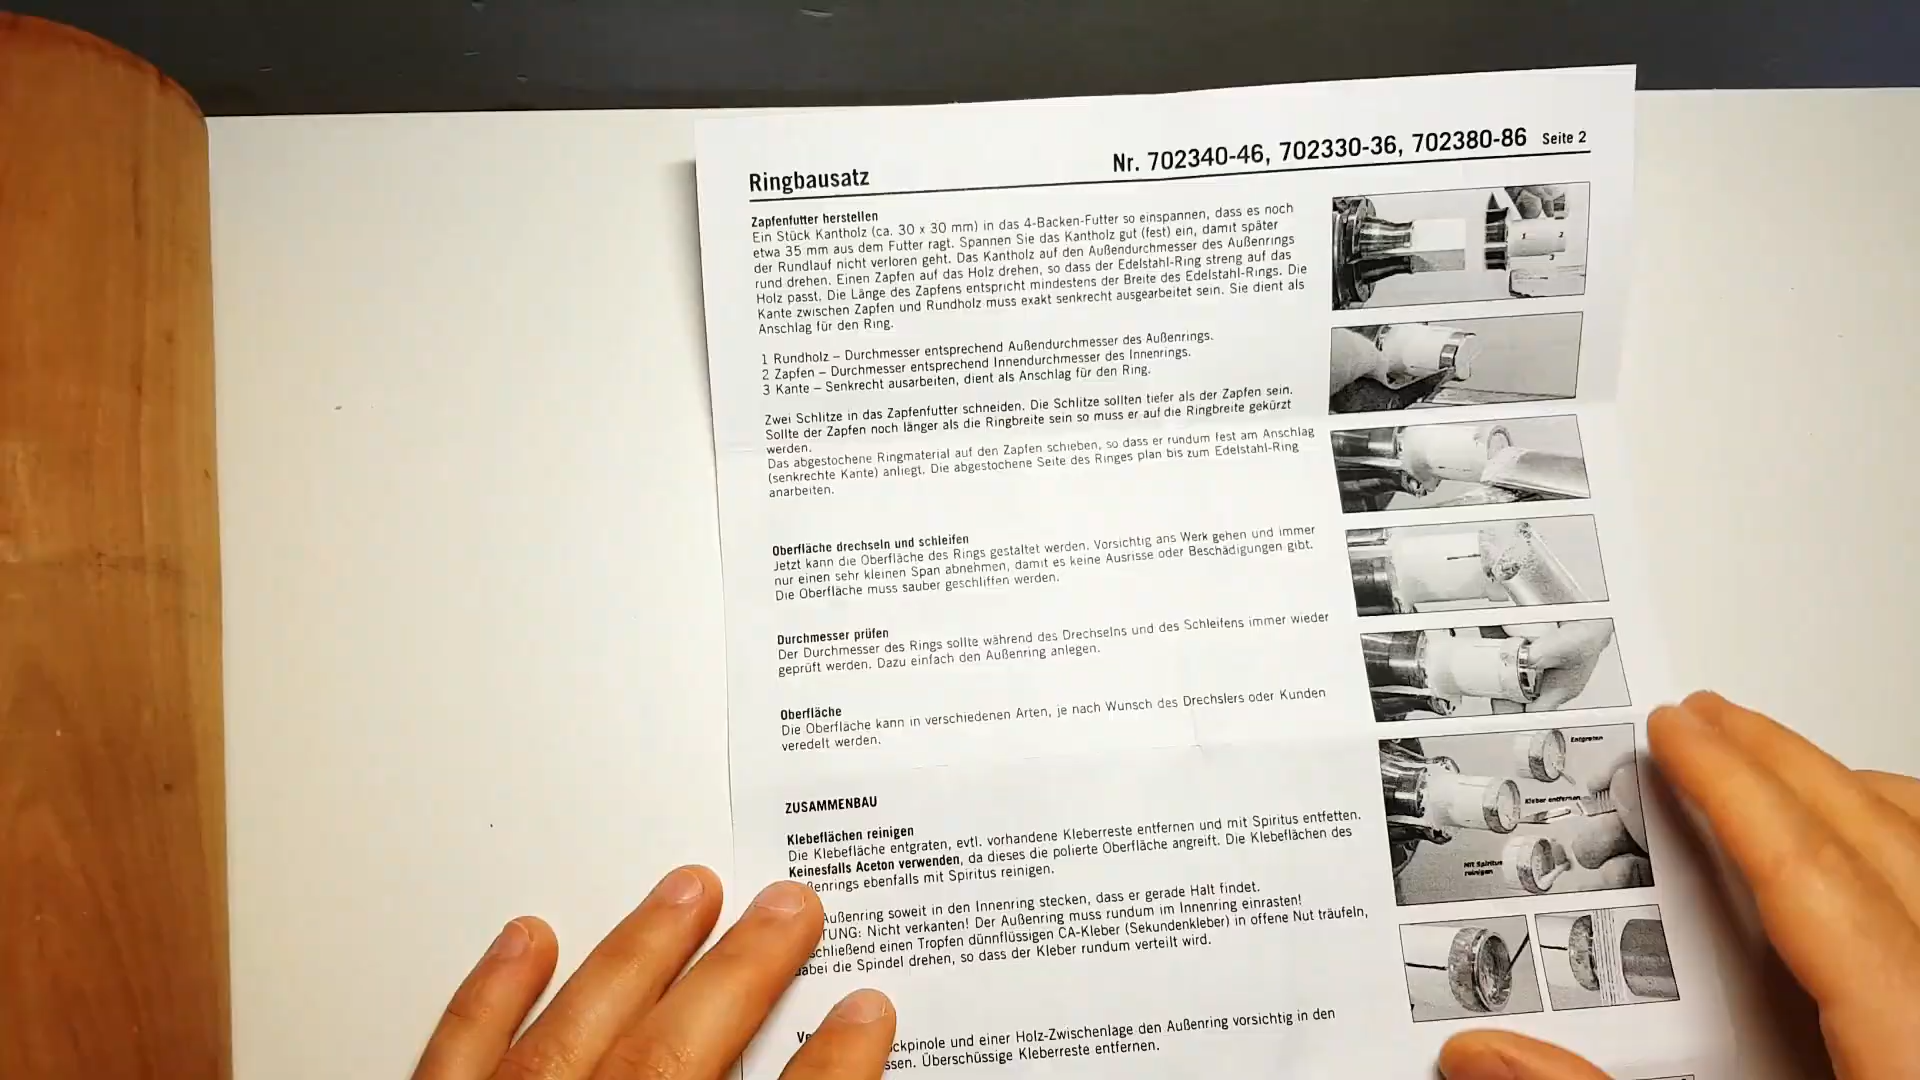 Ringbausatz
Nr. 702340-46, 702330-36, 702380-86 Seite 2
Zapfenfutter herstellen
Ein Stück Kantholz (ca. 30 x 30 mm) in das 4-Backen-Futter so einspannen, dass es noch
etwa 35 mm aus dem Futter ragt. Spannen Sie das Kantholz gut (fest) ein, damit später
der Rundlauf nicht verloren geht. Das Kantholz auf den Außendurchmesser des Außenrings
rund drehen. Einen Zapfen auf das Holz drehen, so dass der Edelstahl-Ring streng auf das
Holz passt. Die Länge des Zapfens entspricht mindestens der Breite des Edelstahl-Rings. Die
Kante zwischen Zapfen und Rundholz muss exakt senkrecht ausgearbeitet sein. Sie dient als
Anschlag für den Ring.
1 Rundholz – Durchmesser entsprechend Außendurchmesser des Außenrings.
2 Zapfen – Durchmesser entsprechend Innendurchmesser des Innenrings.
3 Kante – Senkrecht ausarbeiten, dient als Anschlag für den Ring.
Zwei Schlitze in das Zapfenfutter schneiden. Die Schlitze sollten tiefer als der Zapfen sein.
Sollte der Zapfen noch länger als die Ringbreite sein so muss er auf die Ringbreite gekürzt
werden.
Das abgestochene Ringmaterial auf den Zapfen schieben, so dass er rundum fest am Anschlag
(senkrechte Kante) anliegt. Die abgestochene Seite des Ringes plan bis zum Edelstahl-Ring
anarbeiten.
Oberfläche drechseln und schleifen
Jetzt kann die Oberfläche des Rings gestaltet werden. Vorsichtig ans Werk gehen und immer
nur einen sehr kleinen Span abnehmen, damit es keine Ausrisse oder Beschädigungen gibt.
Die Oberfläche muss sauber geschliffen werden.
Durchmesser prüfen
Der Durchmesser des Rings sollte während des Drechselns und des Schleifens immer wieder
geprüft werden. Dazu einfach den Außenring anlegen.
Oberfläche
Die Oberfläche kann in verschiedenen Arten, je nach Wunsch des Drechslers oder Kunden
veredelt werden.
ZUSAMMENBAU
Klebeflächen reinigen
Die Klebefläche entgraten, evtl. vorhandene Kleberreste entfernen und mit Spiritus entfetten.
Keinesfalls Aceton verwenden, da dieses die polierte Oberfläche angreift. Die Klebeflächen des
ßenrings ebenfalls mit Spiritus reinigen.
Außenring soweit in den Innenring stecken, dass er gerade Halt findet.
TUNG: Nicht verkanten! Der Außenring muss rundum im Innenring einrasten!
schließend einen Tropfen dünnflüssigen CA-Kleber (Sekundenkleber) in offene Nut träufeln,
dabei die Spindel drehen, so dass der Kleber rundum verteilt wird.
ckpinole und einer Holz-Zwischenlage den Außenring vorsichtig in den
ssen. Überschüssige Kleberreste entfernen.
1 2
3
Entgraten
Kleber entfernen
Mit Spiritus
reinigen